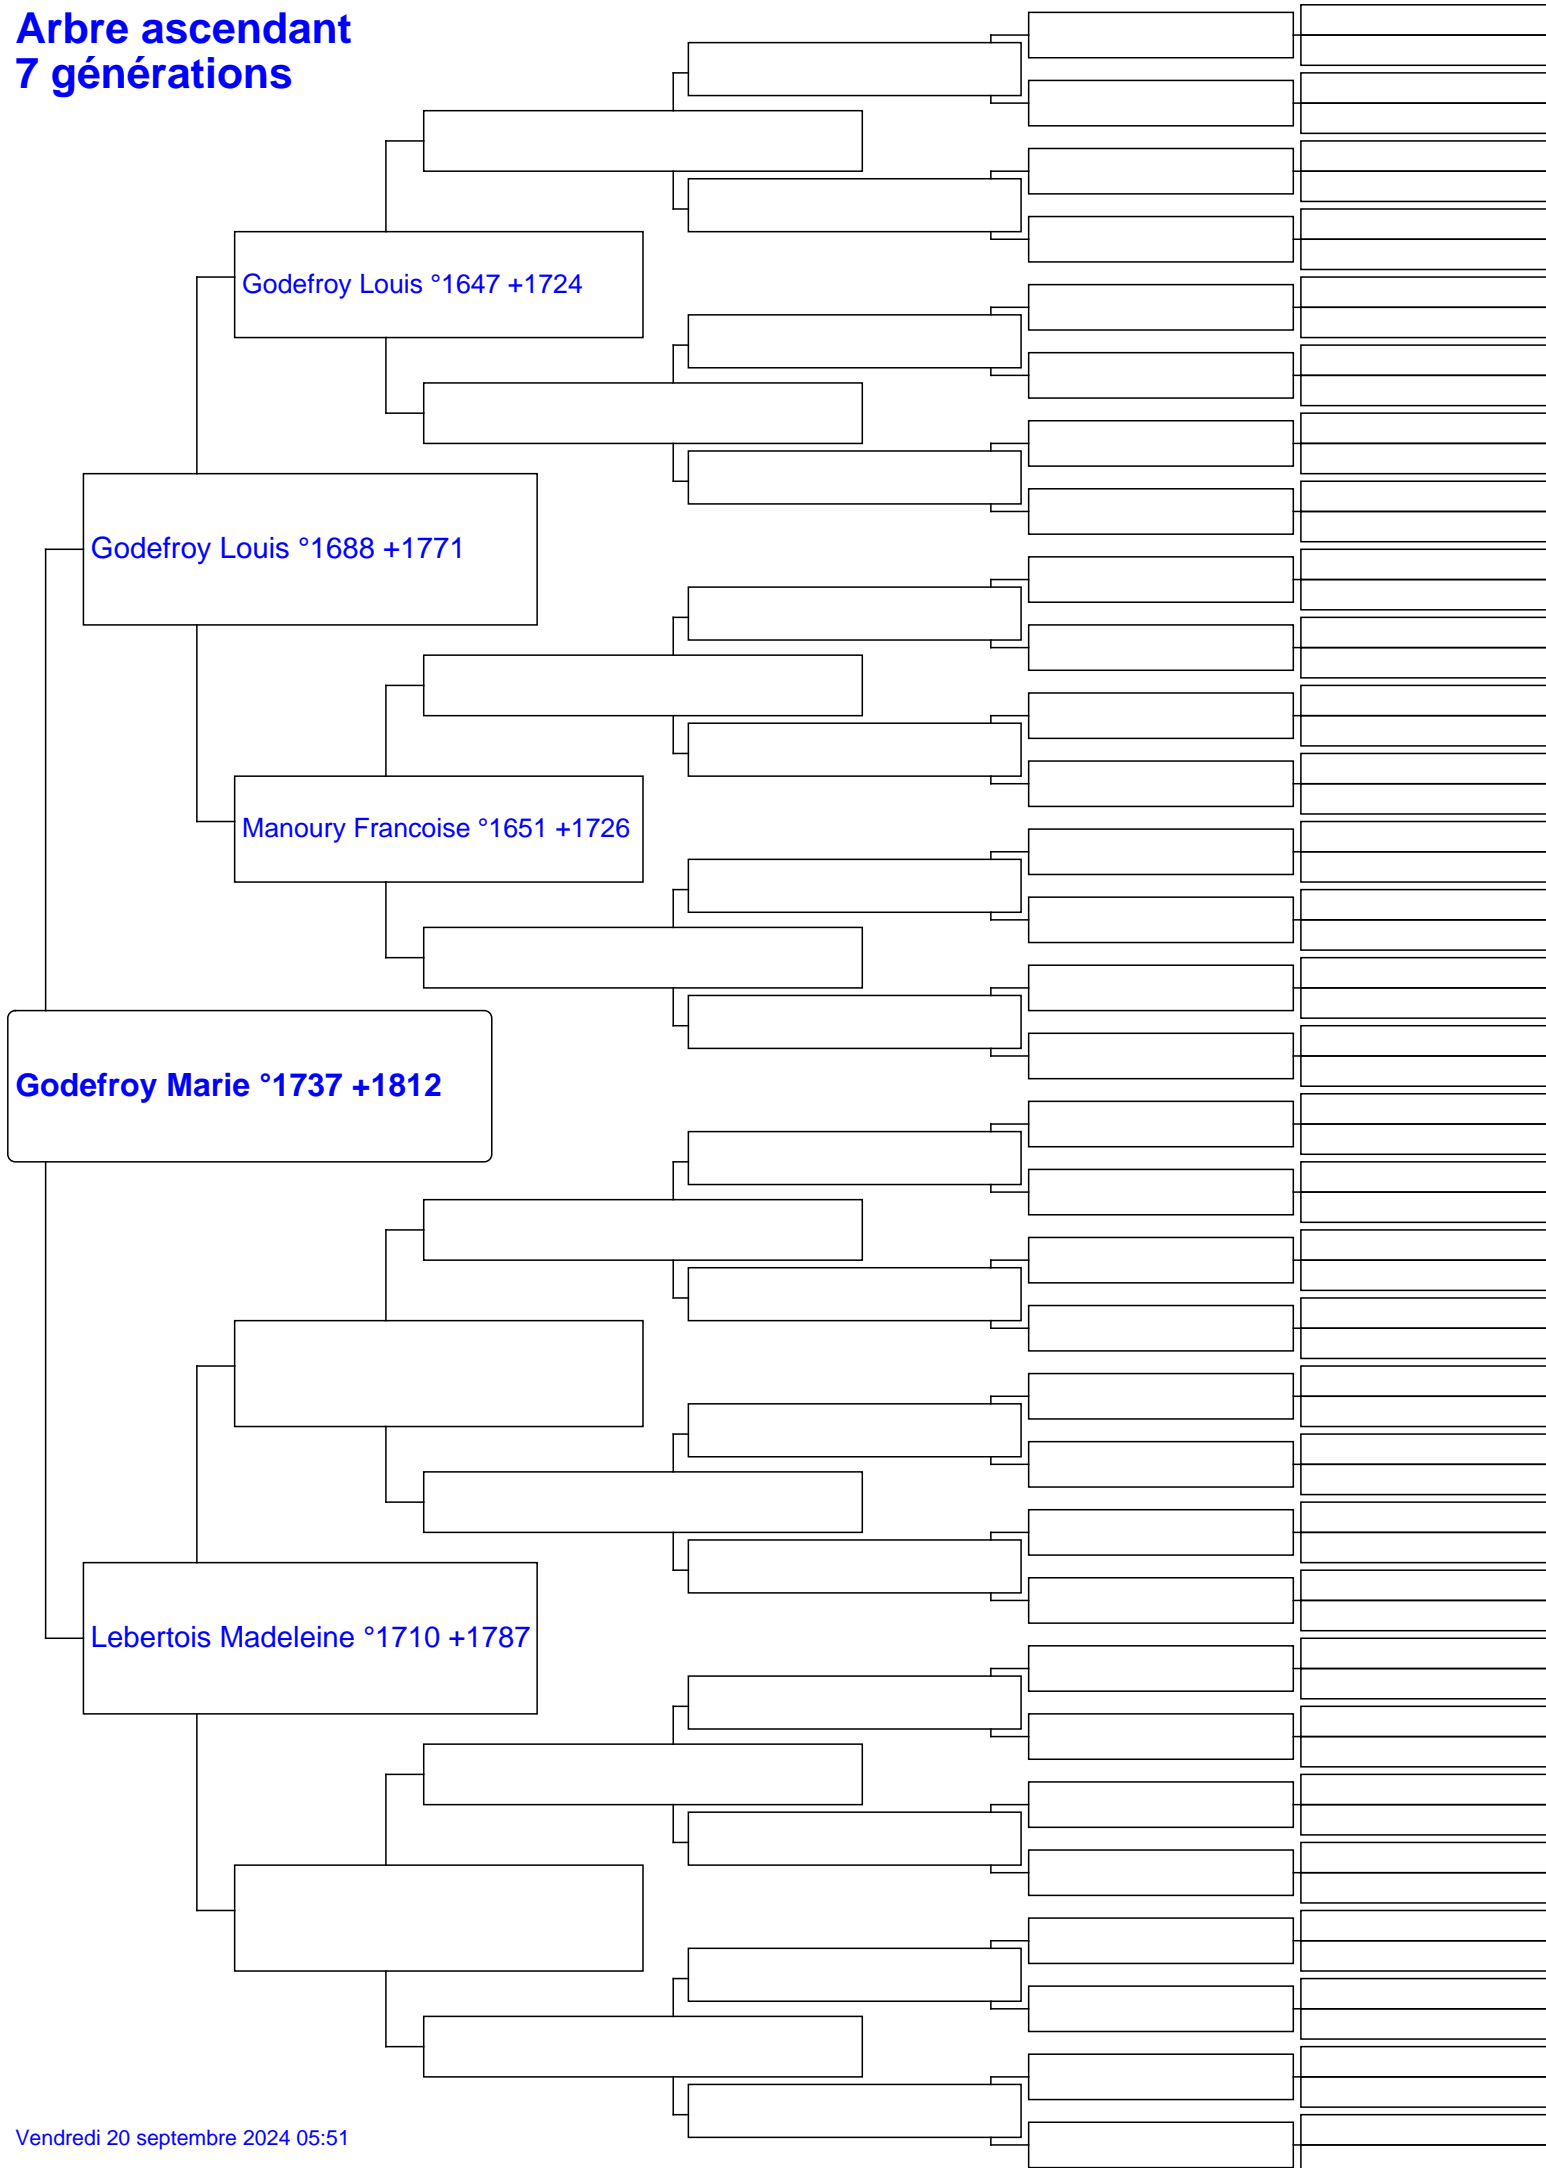 Arbre ascendant
7 générations
Godefroy Louis °1647 +1724
Godefroy Louis °1688 +1771
Manoury Francoise °1651 +1726
Godefroy Marie °1737 +1812
Lebertois Madeleine °1710 +1787
Vendredi 20 septembre 2024 05:51